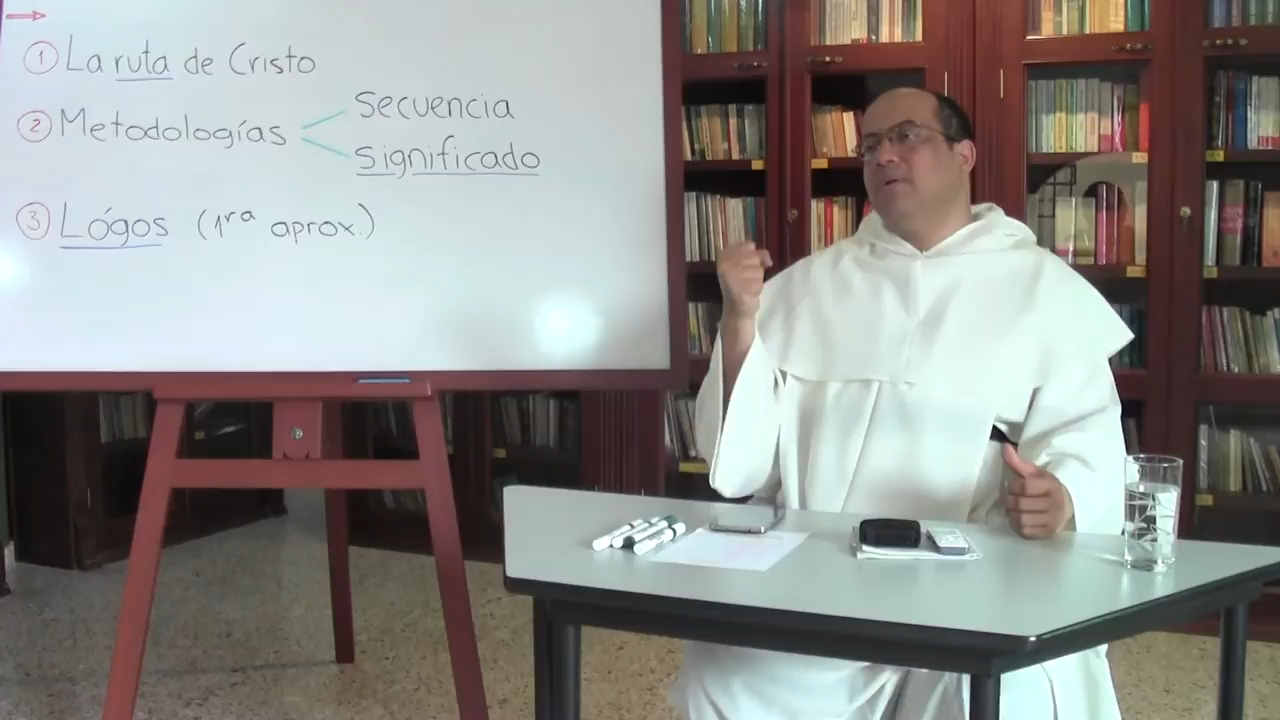 ① La ruta de Cristo
② Metodologías
Secuencia
Significado
③ Lógos (1ra aprox.)